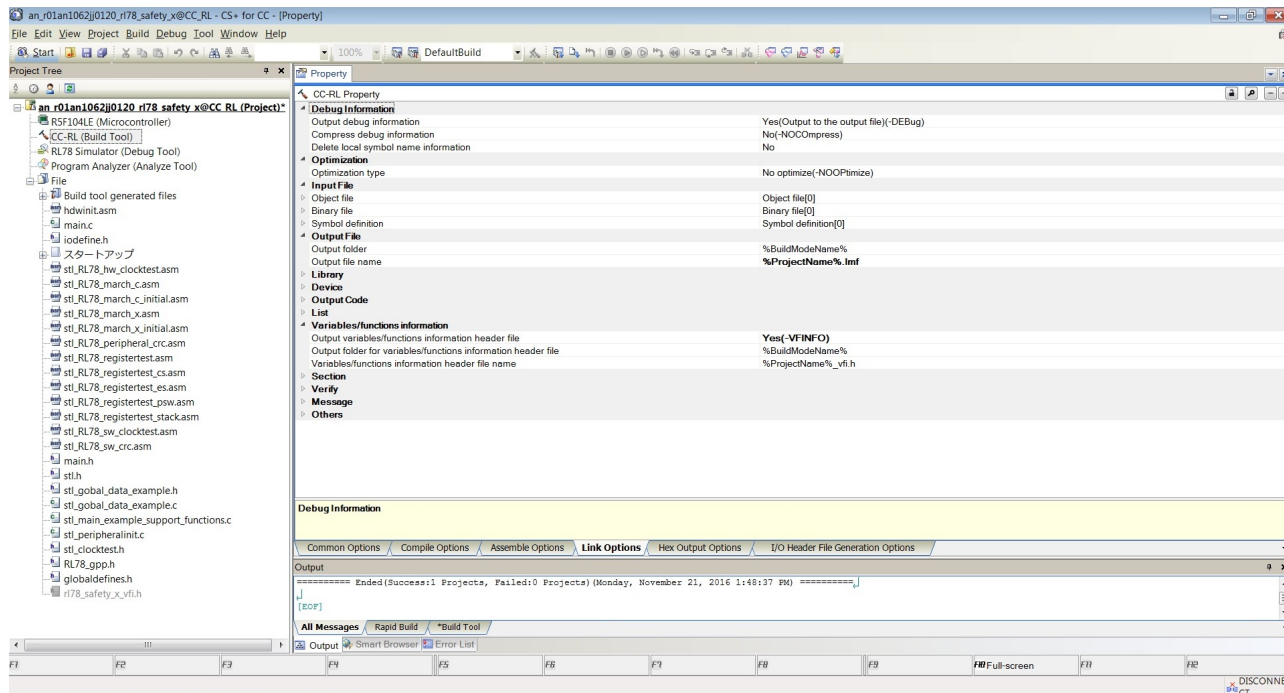 an_r01an1062jj0120_rl78_safety_x@CC_RL - CS+ for CC - [Property]
File Edit View Project Build Debug Tool Window Help
Start 100% DefaultBuild
Project Tree
an_r01an1062jj0120_rl78_safety_x@CC_RL (Project)*
R5F104LE (Microcontroller)
CC-RL (Build Tool)
RL78 Simulator (Debug Tool)
Program Analyzer (Analyze Tool)
File
Build tool generated files
hdwinit.asm
main.c
iodefine.h
スタートアップ
stl_RL78_hw_clocktest.asm
stl_RL78_march_c.asm
stl_RL78_march_c_initial.asm
stl_RL78_march_x.asm
stl_RL78_march_x_initial.asm
stl_RL78_peripheral_crc.asm
stl_RL78_registertest.asm
stl_RL78_registertest_cs.asm
stl_RL78_registertest_es.asm
stl_RL78_registertest_psw.asm
stl_RL78_registertest_stack.asm
stl_RL78_sw_clocktest.asm
stl_RL78_sw_crc.asm
main.h
stl.h
stl_gobal_data_example.h
stl_gobal_data_example.c
stl_main_example_support_functions.c
stl_peripheralinit.c
stl_clocktest.h
RL78_gpp.h
globaldefines.h
rl78_safety_x_vfi.h
Property
CC-RL Property
Debug Information
Output debug information Yes(Output to the output file)(-DEBug)
Compress debug information No(-NOCOmpress)
Delete local symbol name information No
Optimization
Optimization type No optimize(-NOOPtimize)
Input File
Object file Object file[0]
Binary file Binary file[0]
Symbol definition Symbol definition[0]
Output File
Output folder %BuildModeName%
Output file name %ProjectName%.lmf
Library
Device
Output Code
List
Variables/functions information
Output variables/functions information header file Yes(-VFINFO)
Output folder for variables/functions information header file %BuildModeName%
Variables/functions information header file name %ProjectName%_vfi.h
Section
Verify
Message
Others
Debug Information
Common Options Compile Options Assemble Options Link Options Hex Output Options I/O Header File Generation Options
Output
========== Ended(Success:1 Projects, Failed:0 Projects)(Monday, November 21, 2016 1:48:37 PM) ==========
[EOF]
All Messages Rapid Build *Build Tool
Output Smart Browser Error List
F1 F2 F3 F4 F5 F6 F7 F8 F9 F10 Full-screen F11 F12
DISCONNE
CT